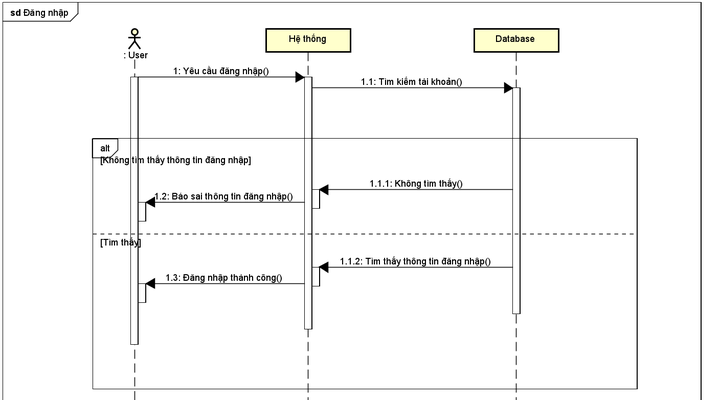 sd Đăng nhập
Hệ thống
Database
: User
1: Yêu cầu đăng nhập()
1.1: Tìm kiếm tài khoản()
alt
[Không tìm thấy thông tin đăng nhập]
1.1.1: Không tìm thấy()
1.2: Báo sai thông tin đăng nhập()
[Tìm thấy]
1.1.2: Tìm thấy thông tin đăng nhập()
1.3: Đăng nhập thành công()